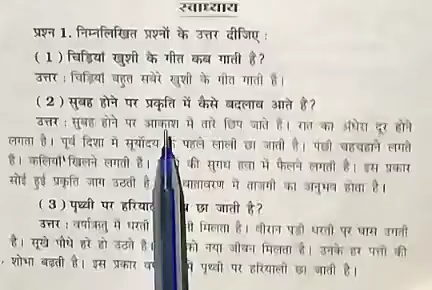 स्वाध्याय
प्रश्न 1. निम्नलिखित प्रश्नों के उत्तर दीजिए :
( 1 ) चिड़ियाँ खुशी के गीत कब गाती है?
उत्तर : चिड़ियाँ बहुत सवेरे खुशी के गीत गाती हैं।
( 2 ) सुबह होने पर प्रकृति में कैसे बदलाव आते हैं?
उत्तर : सुबह होने पर आकाश में तारे छिप जाते हैं। रात का अँधेरा दूर होने
लगता है। पूर्व दिशा में सूर्योदय पहले लाली छा जाती है। पंछी चहचहाने लगते
हैं। कलियाँ खिलने लगती हैं। की सुगंध हवा में फैलने लगती है। इस प्रकार
सोई हुई प्रकृति जाग उठती है वातावरण में ताजगी का अनुभव होता है।
( 3 ) पृथ्वी पर छा जाती है?
उत्तर : वर्षाऋतु में धरती मिलता है। वीरान पड़ी धरती पर घास उगती
है। सूखे पौधे हरे हो उठते हैं। को नया जीवन मिलता है। उनके हरे पत्तों की
शोभा बढ़ती है। इस प्रकार में पृथ्वी पर हरियाली छा जाती है।